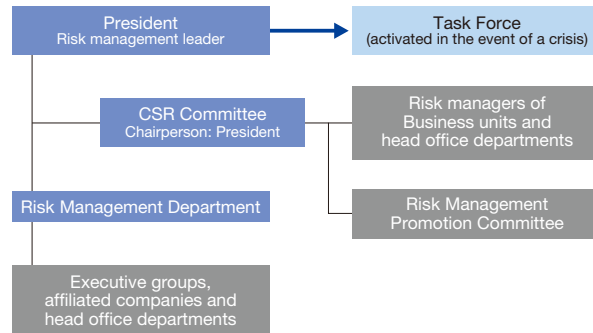 President
Risk management leader
Task Force
(activated in the event of a crisis)
CSR Committee
Chairperson: President
Risk managers of
Business units and
head office departments
Risk Management Department
Risk Management
Promotion Committee
Executive groups,
affiliated companies and
head office departments